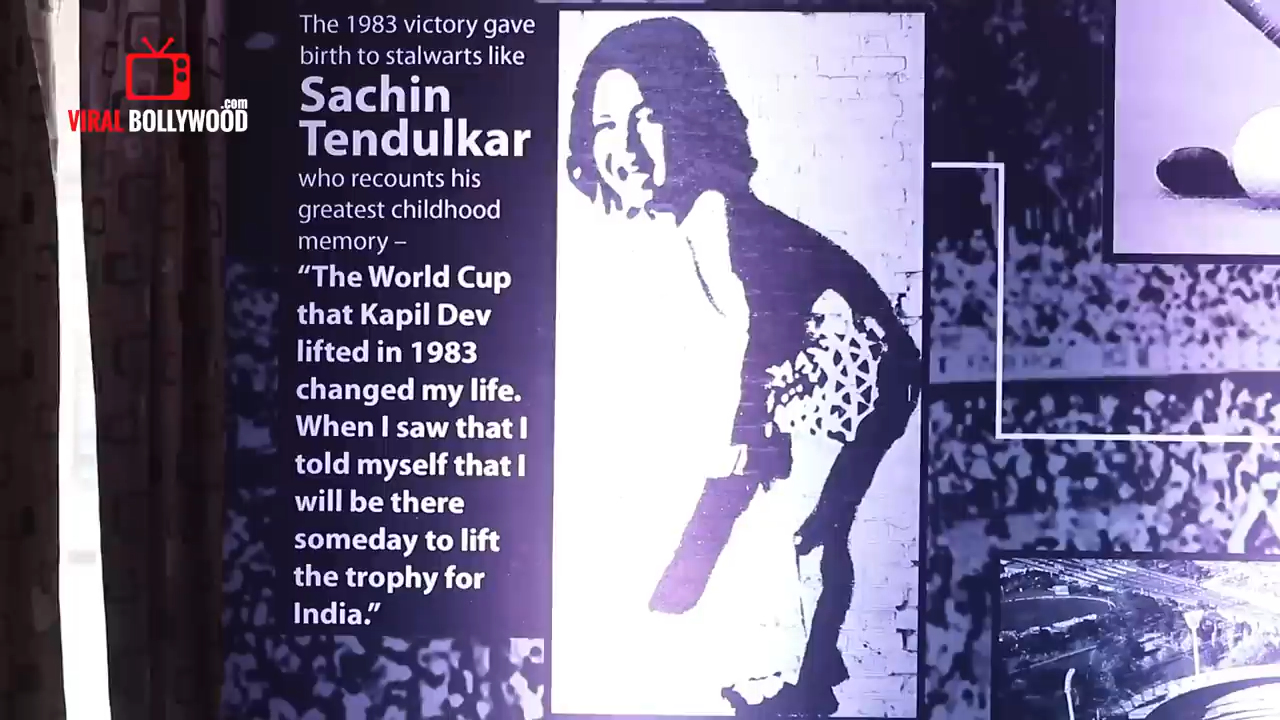 The 1983 victory gave
birth to stalwarts like
Sachin
Tendulkar
who recounts his
greatest childhood
memory –
“The World Cup
that Kapil Dev
lifted in 1983
changed my life.
When I saw that I
told myself that I
will be there
someday to lift
the trophy for
India.”
VIRAL BOLLYWOOD
.com